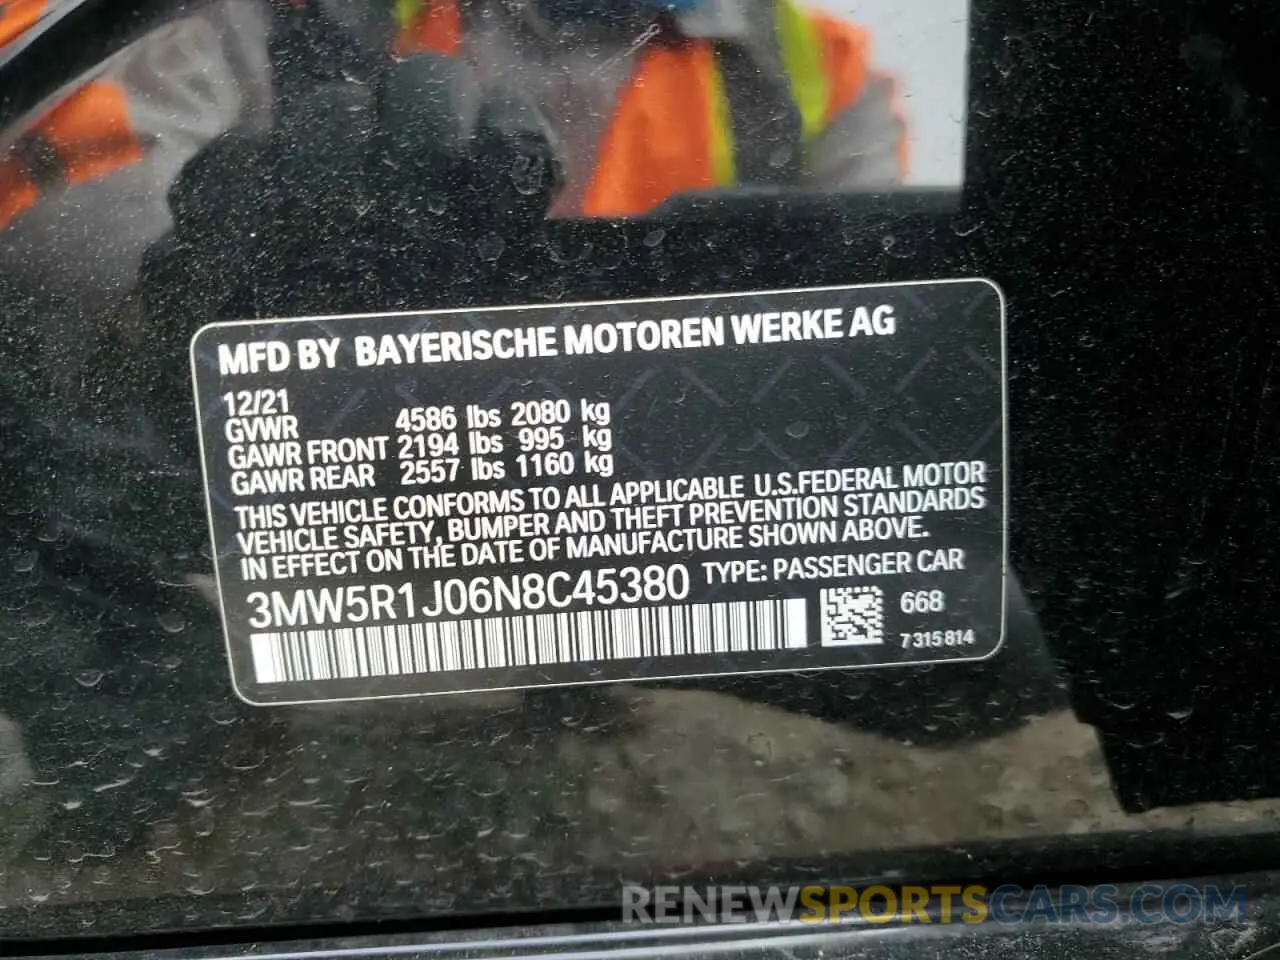 MFD BY BAYERISCHE MOTOREN WERKE AG
12/21
GVWR 4586 lbs 2080 kg
GAWR FRONT 2194 lbs 995 kg
GAWR REAR 2557 lbs 1160 kg
THIS VEHICLE CONFORMS TO ALL APPLICABLE U.S.FEDERAL MOTOR
VEHICLE SAFETY, BUMPER AND THEFT PREVENTION STANDARDS
IN EFFECT ON THE DATE OF MANUFACTURE SHOWN ABOVE.
3MW5R1J06N8C45380 TYPE: PASSENGER CAR
668
7 315 814
RENEWSPORTSCARS.COM